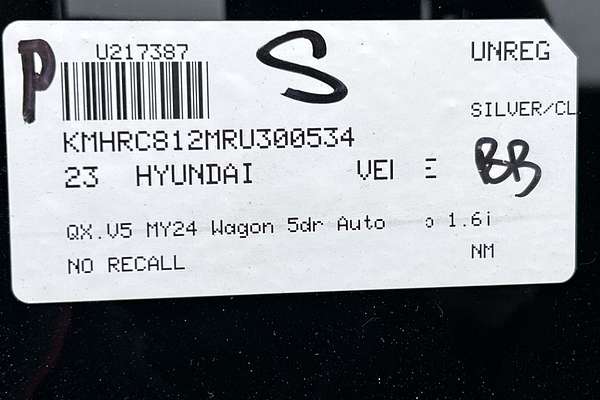 P U217387 S UNREG
SILVER/CL
KMHRC812MRU300534
23 HYUNDAI BB
QX.V5 MY24 Wagon 5dr Auto 1.6i
NO RECALL NM